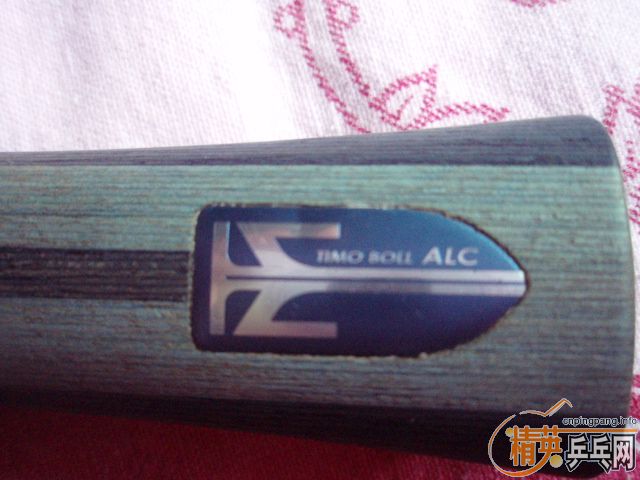 TIMO BOLL ALC
cnpingpang.info
精英乒乓网